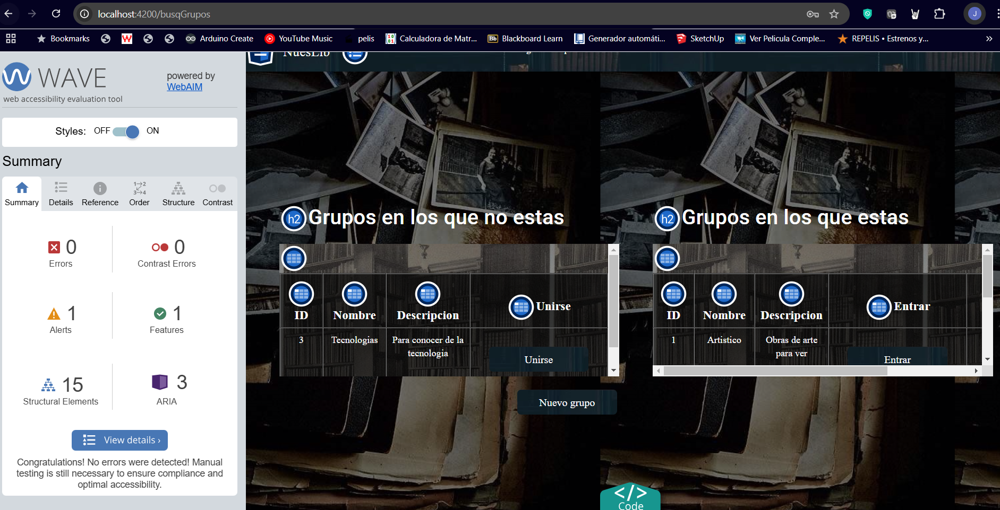 localhost:4200/busqGrupos
J
Bookmarks
W
Arduino Create
YouTube Music
pelis
Calculadora de Matr...
Bb Blackboard Learn
Generador automáti...
SketchUp
Ver Pelicula Comple...
REPELIS • Estrenos y...
»
WAVE
powered by
WebAIM
web accessibility evaluation tool
Styles: OFF ON
Summary
Summary
Details
Reference
Order
Structure
Contrast
0
Errors
0
Contrast Errors
1
Alerts
1
Features
15
Structural Elements
3
ARIA
View details ›
Congratulations! No errors were detected! Manual
testing is still necessary to ensure compliance and
optimal accessibility.
NuesLib
h2 Grupos en los que no estas
ID
Nombre
Descripcion
Unirse
3
Tecnologias
Para conocer de la
tecnologia
Unirse
h2 Grupos en los que estas
ID
Nombre
Descripcion
Entrar
1
Artistico
Obras de arte
para ver
Entrar
Nuevo grupo
</>
Code